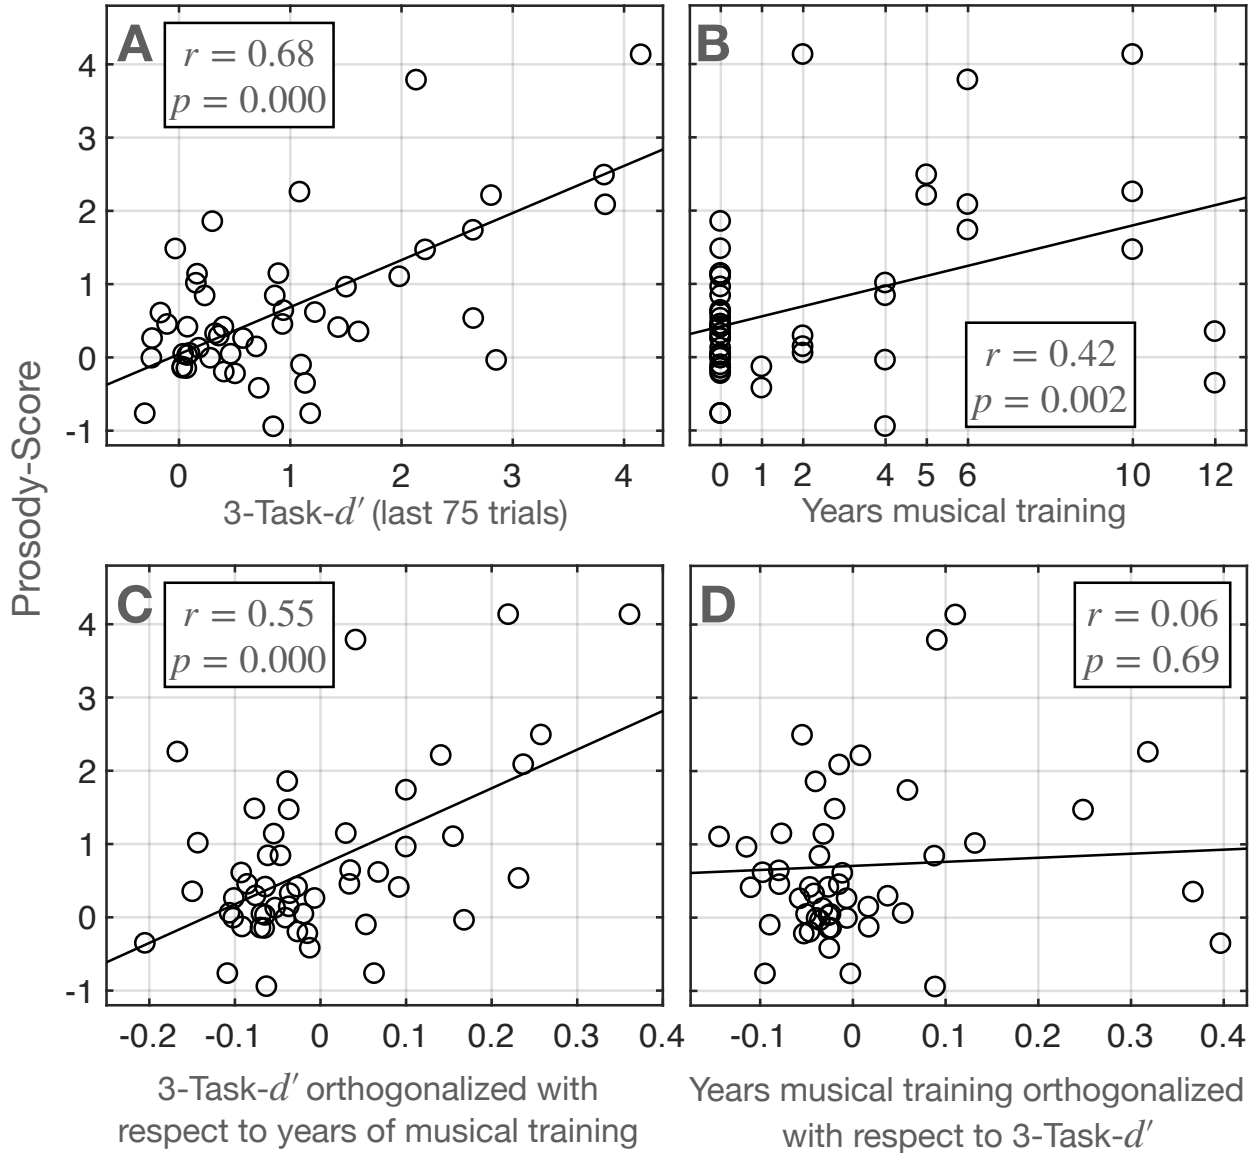 Prosody-Score
A
r = 0.68
p = 0.000
4
3
2
1
0
-1
0 1 2 3 4
3-Task-d′ (last 75 trials)
B
r = 0.42
p = 0.002
0 1 2 4 5 6 10 12
Years musical training
C
r = 0.55
p = 0.000
4
3
2
1
0
-1
-0.2 -0.1 0 0.1 0.2 0.3 0.4
3-Task-d′ orthogonalized with
respect to years of musical training
D
r = 0.06
p = 0.69
-0.1 0 0.1 0.2 0.3 0.4
Years musical training orthogonalized
with respect to 3-Task-d′